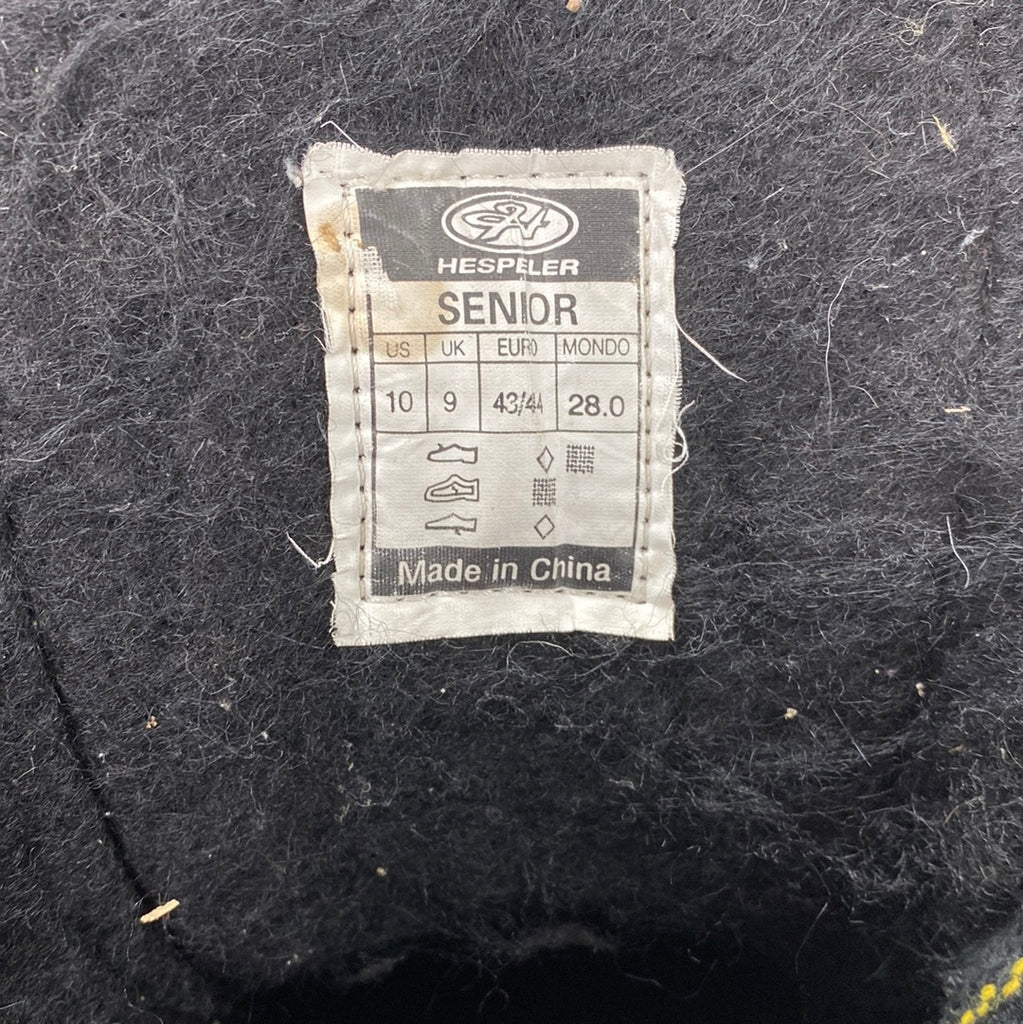 HESPELER
SENIOR
US UK EURO MONDO
10 9 43/44 28.0
Made in China